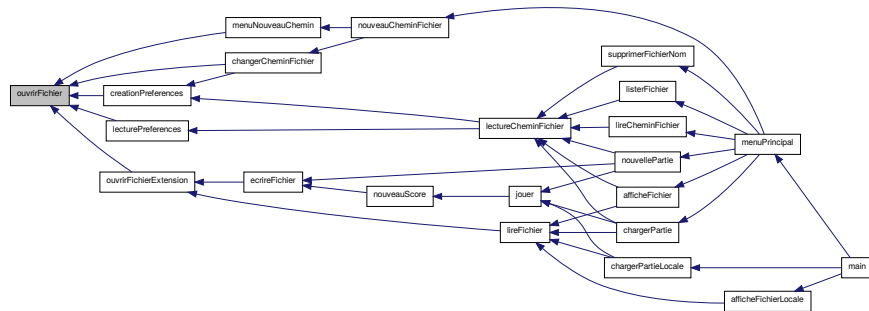 menuNouveauChemin
nouveauCheminFichier
supprimerFichierNom
changerCheminFichier
listerFichier
ouvrirFichier
creationPreferences
lecturePreferences
lectureCheminFichier
lireCheminFichier
menuPrincipal
nouvellePartie
ouvrirFichierExtension
ecrireFichier
nouveauScore
jouer
afficheFichier
lireFichier
chargerPartie
chargerPartieLocale
main
afficheFichierLocale